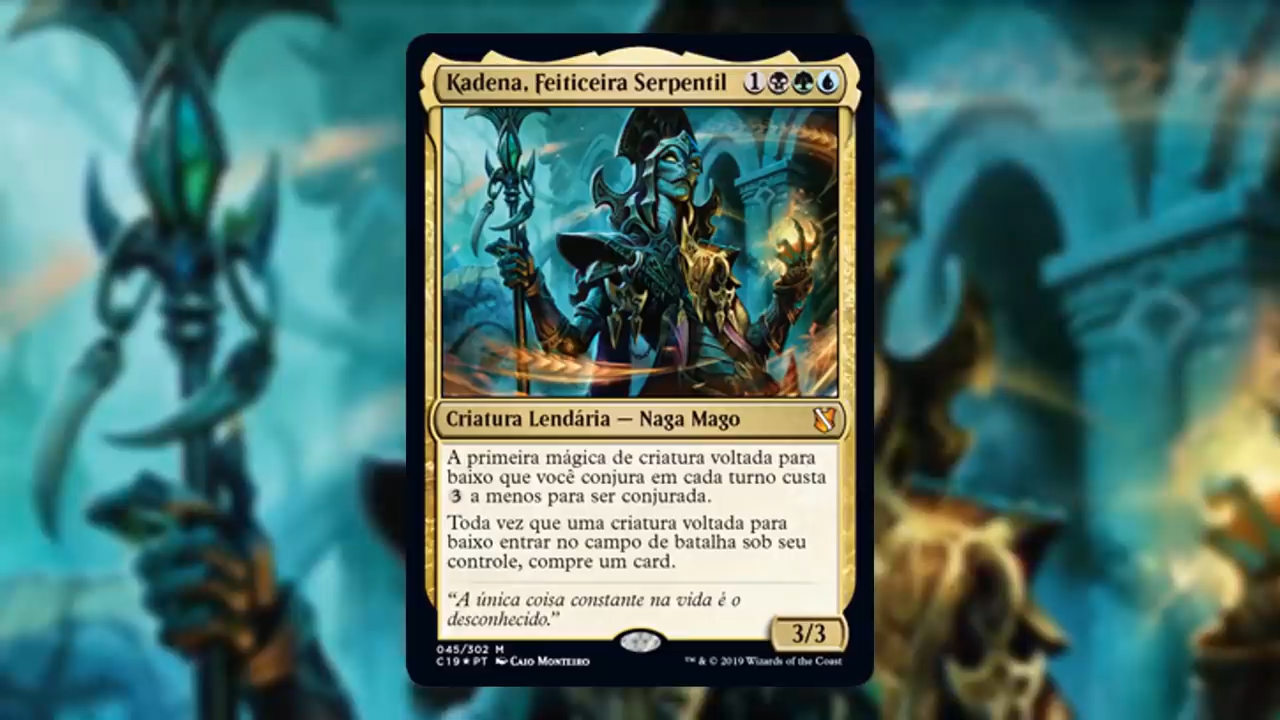 Kadena, Feiticeira Serpentil 1
Criatura Lendária — Naga Mago
A primeira mágica de criatura voltada para
baixo que você conjura em cada turno custa
3 a menos para ser conjurada.
Toda vez que uma criatura voltada para
baixo entrar no campo de batalha sob seu
controle, compre um card.
“A única coisa constante na vida é o
desconhecido.”
3/3
045/302 M
C19 ★ PT Caio Monteiro
™ & © 2019 Wizards of the Coast